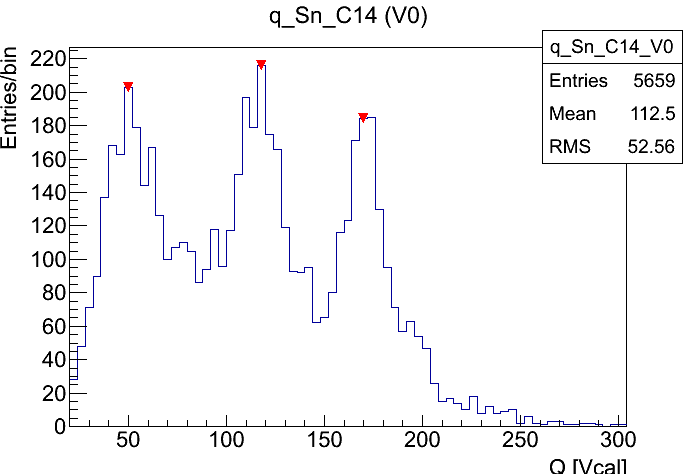 q_Sn_C14 (V0)
q_Sn_C14_V0
Entries 5659
Mean 112.5
RMS 52.56
Entries/bin
220
200
180
160
140
120
100
80
60
40
20
0
50 100 150 200 250 300
Q [Vcal]